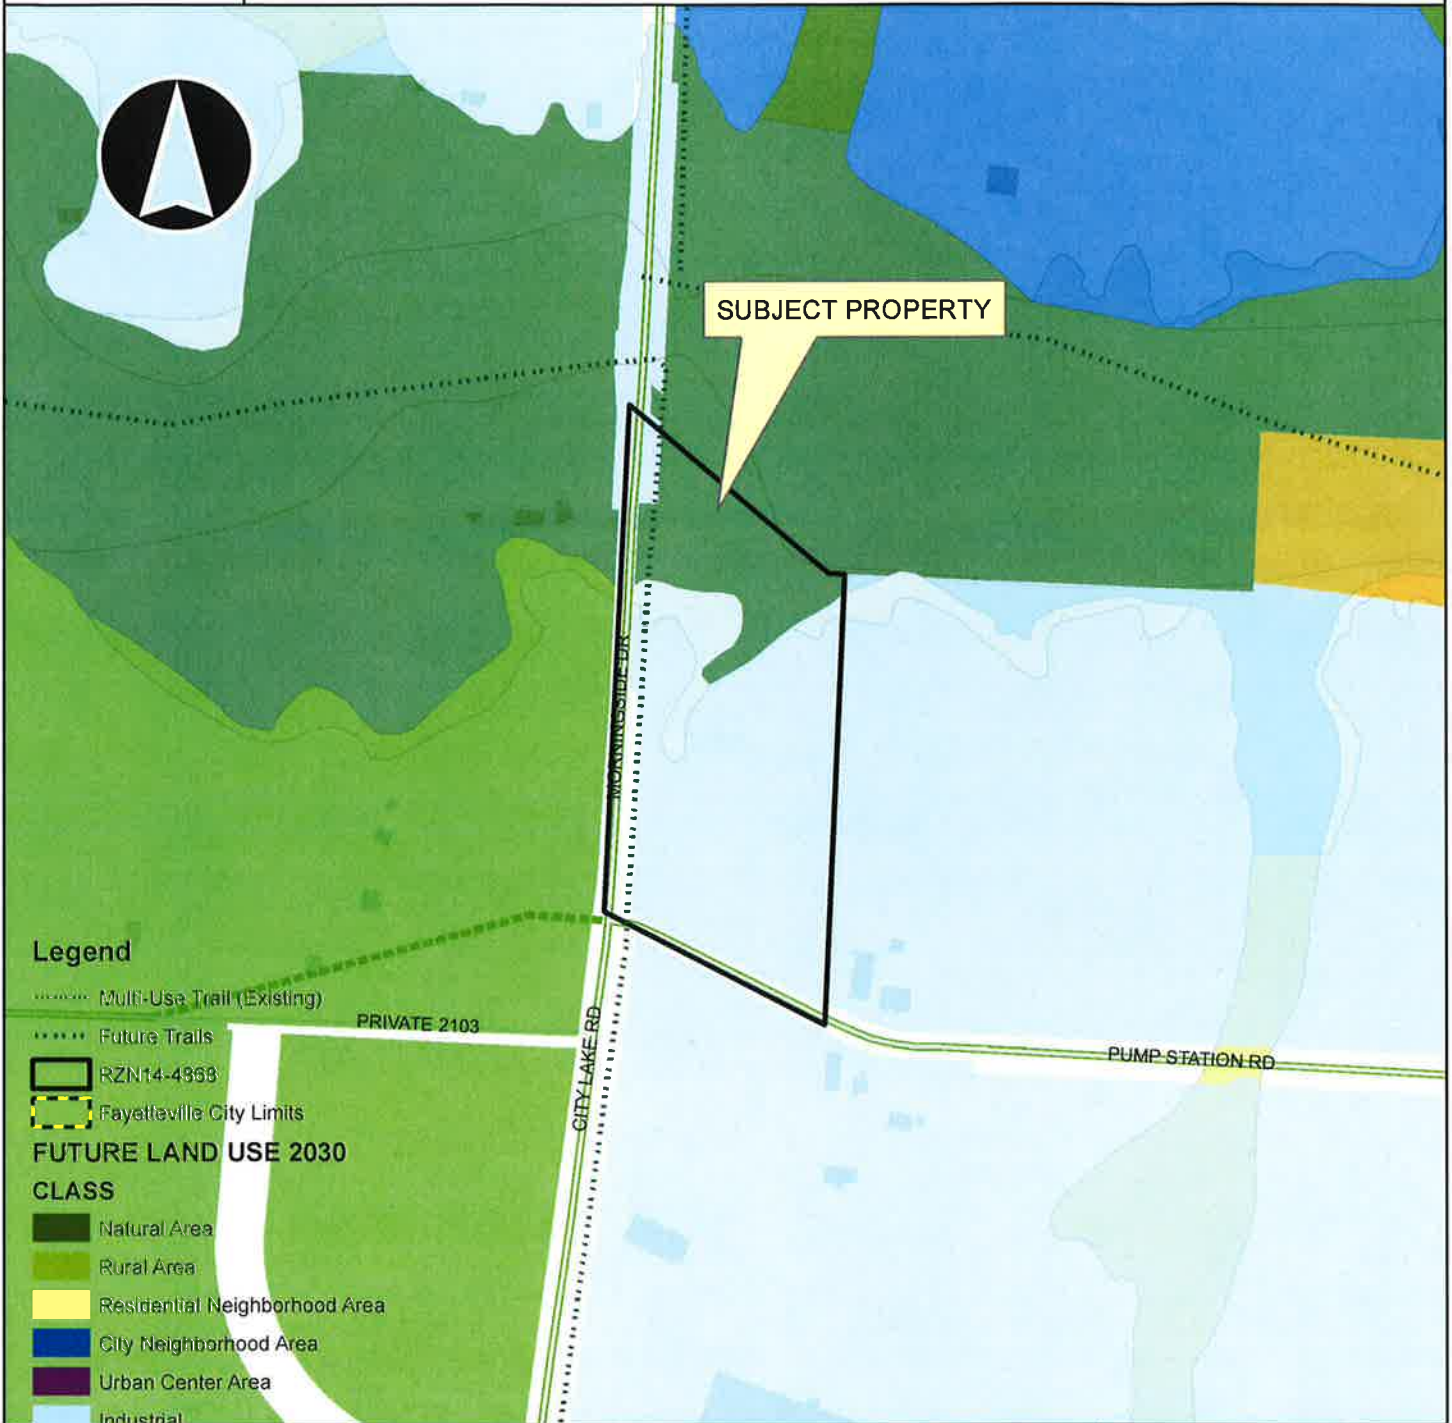 SUBJECT PROPERTY
MORNINGSIDE DR
Legend
Multi-Use Trail (Existing)
Future Trails
RZN14-4868
Fayetteville City Limits
PRIVATE 2103
CITY LAKE RD
PUMP STATION RD
FUTURE LAND USE 2030
CLASS
Natural Area
Rural Area
Residential Neighborhood Area
City Neighborhood Area
Urban Center Area
Industrial